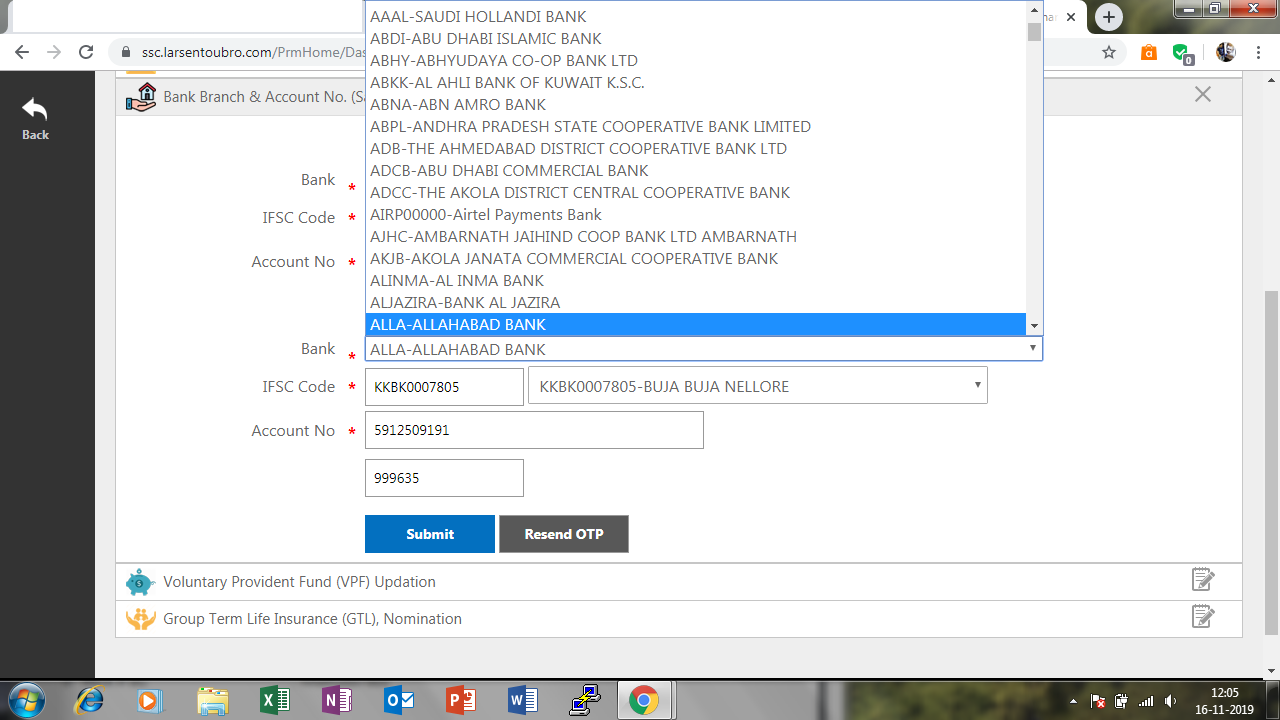 AAAL-SAUDI HOLLANDI BANK
ABDI-ABU DHABI ISLAMIC BANK
ssc.larsentoubro.com/PrmHome/Das
ABHY-ABHYUDAYA CO-OP BANK LTD
0
ABKK-AL AHLI BANK OF KUWAIT K.S.C.
Bank Branch & Account No. (S
ABNA-ABN AMRO BANK
Back
ABPL-ANDHRA PRADESH STATE COOPERATIVE BANK LIMITED
ADB-THE AHMEDABAD DISTRICT COOPERATIVE BANK LTD
ADCB-ABU DHABI COMMERCIAL BANK
Bank *
ADCC-THE AKOLA DISTRICT CENTRAL COOPERATIVE BANK
IFSC Code *
AIRP00000-Airtel Payments Bank
AJHC-AMBARNATH JAIHIND COOP BANK LTD AMBARNATH
Account No *
AKJB-AKOLA JANATA COMMERCIAL COOPERATIVE BANK
ALINMA-AL INMA BANK
ALJAZIRA-BANK AL JAZIRA
ALLA-ALLAHABAD BANK
Bank * ALLA-ALLAHABAD BANK
IFSC Code * KKBK0007805 KKBK0007805-BUJA BUJA NELLORE
Account No * 5912509191
999635
Submit Resend OTP
Voluntary Provident Fund (VPF) Updation
Group Term Life Insurance (GTL), Nomination
12:05
16-11-2019